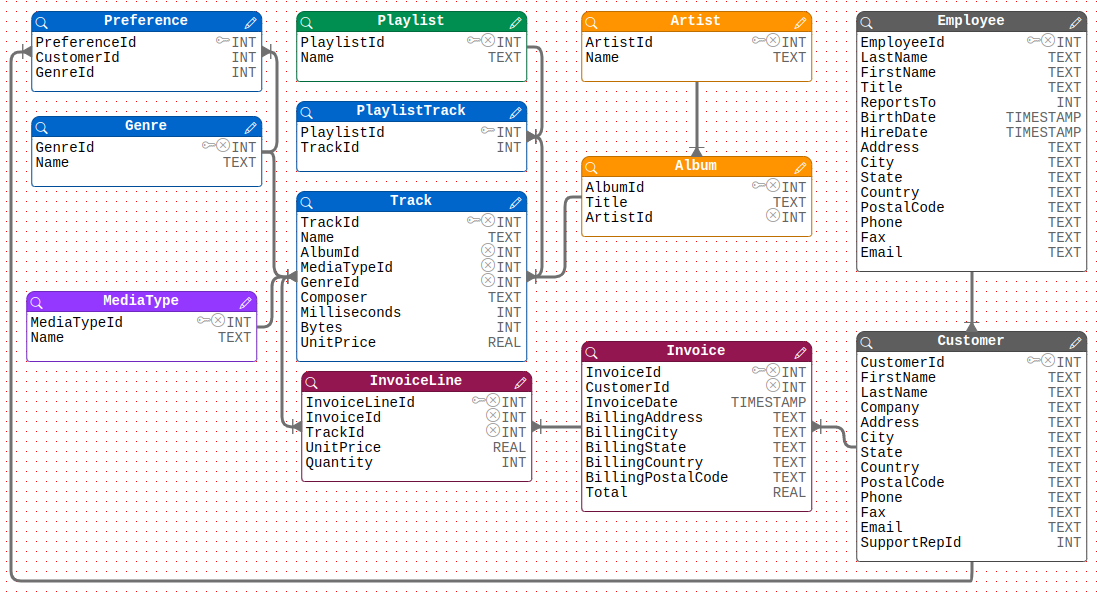 Preference
PreferenceId INT
CustomerId INT
GenreId INT
Genre
GenreId INT
Name TEXT
MediaType
MediaTypeId INT
Name TEXT
Playlist
PlaylistId INT
Name TEXT
PlaylistTrack
PlaylistId INT
TrackId INT
Track
TrackId INT
Name TEXT
AlbumId INT
MediaTypeId INT
GenreId INT
Composer TEXT
Milliseconds INT
Bytes INT
UnitPrice REAL
InvoiceLine
InvoiceLineId INT
InvoiceId INT
TrackId INT
UnitPrice REAL
Quantity INT
Artist
ArtistId INT
Name TEXT
Album
AlbumId INT
Title TEXT
ArtistId INT
Invoice
InvoiceId INT
CustomerId INT
InvoiceDate TIMESTAMP
BillingAddress TEXT
BillingCity TEXT
BillingState TEXT
BillingCountry TEXT
BillingPostalCode TEXT
Total REAL
Employee
EmployeeId INT
LastName TEXT
FirstName TEXT
Title TEXT
ReportsTo INT
BirthDate TIMESTAMP
HireDate TIMESTAMP
Address TEXT
City TEXT
State TEXT
Country TEXT
PostalCode TEXT
Phone TEXT
Fax TEXT
Email TEXT
Customer
CustomerId INT
FirstName TEXT
LastName TEXT
Company TEXT
Address TEXT
City TEXT
State TEXT
Country TEXT
PostalCode TEXT
Phone TEXT
Fax TEXT
Email TEXT
SupportRepId INT